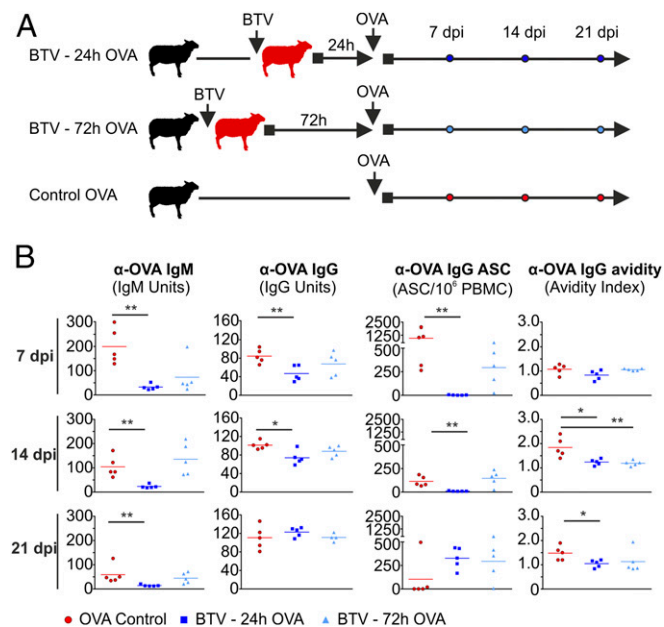 A
BTV
OVA
BTV - 24h OVA
24h
7 dpi
14 dpi
21 dpi
BTV
OVA
BTV - 72h OVA
72h
OVA
Control OVA
B
α-OVA IgM
(IgM Units)
α-OVA IgG
(IgG Units)
α-OVA IgG ASC
(ASC/10⁶ PBMC)
α-OVA IgG avidity
(Avidity Index)
7 dpi
300
200
100
0
**
160
120
80
40
0
**
2500
1250
500
250
0
**
3.0
2.0
1.0
0
14 dpi
300
200
100
0
**
160
120
80
40
0
*
2500
1250
500
250
0
**
3.0
2.0
1.0
0
*
**
21 dpi
300
200
100
0
**
160
120
80
40
0
2500
1250
500
250
0
3.0
2.0
1.0
0
*
OVA Control
BTV - 24h OVA
BTV - 72h OVA